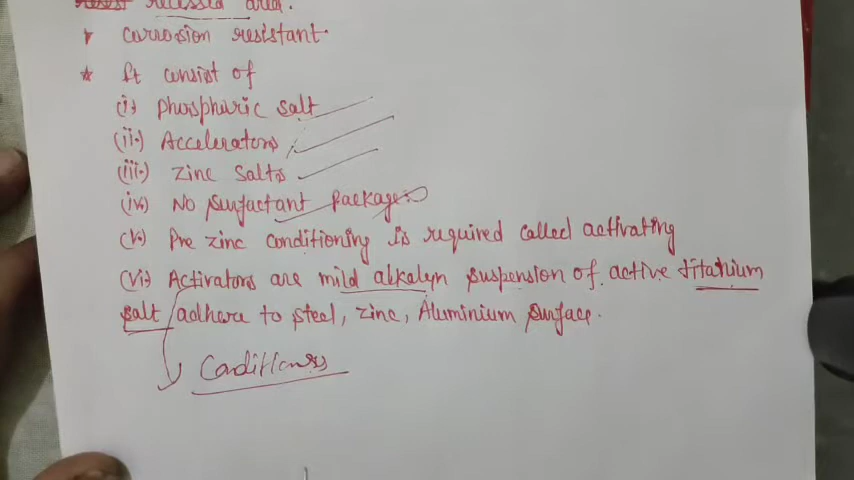 recessed area.
corrosion resistant.
It consist of
(i) phosphoric salt
(ii) Accelerators
(iii) zinc salts
(iv) No surfactant package
(v) Pre zinc conditioning is required called activating
(vi) Activators are mild alkalyn suspension of active titanium
salt adhere to steel, zinc, Aluminium surface.
Conditioners